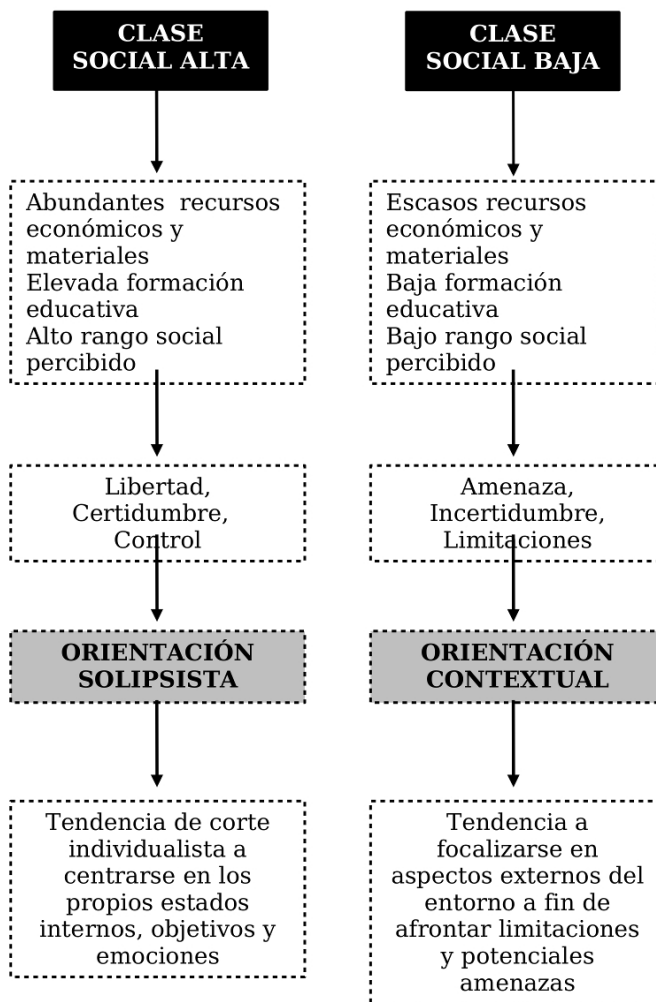 CLASE
SOCIAL ALTA
Abundantes recursos
económicos y
materiales
Elevada formación
educativa
Alto rango social
percibido
Libertad,
Certidumbre,
Control
ORIENTACIÓN
SOLIPSISTA
Tendencia de corte
individualista a
centrarse en los
propios estados
internos, objetivos y
emociones
CLASE
SOCIAL BAJA
Escasos recursos
económicos y
materiales
Baja formación
educativa
Bajo rango social
percibido
Amenaza,
Incertidumbre,
Limitaciones
ORIENTACIÓN
CONTEXTUAL
Tendencia a
focalizarse en
aspectos externos del
entorno a fin de
afrontar limitaciones
y potenciales
amenazas